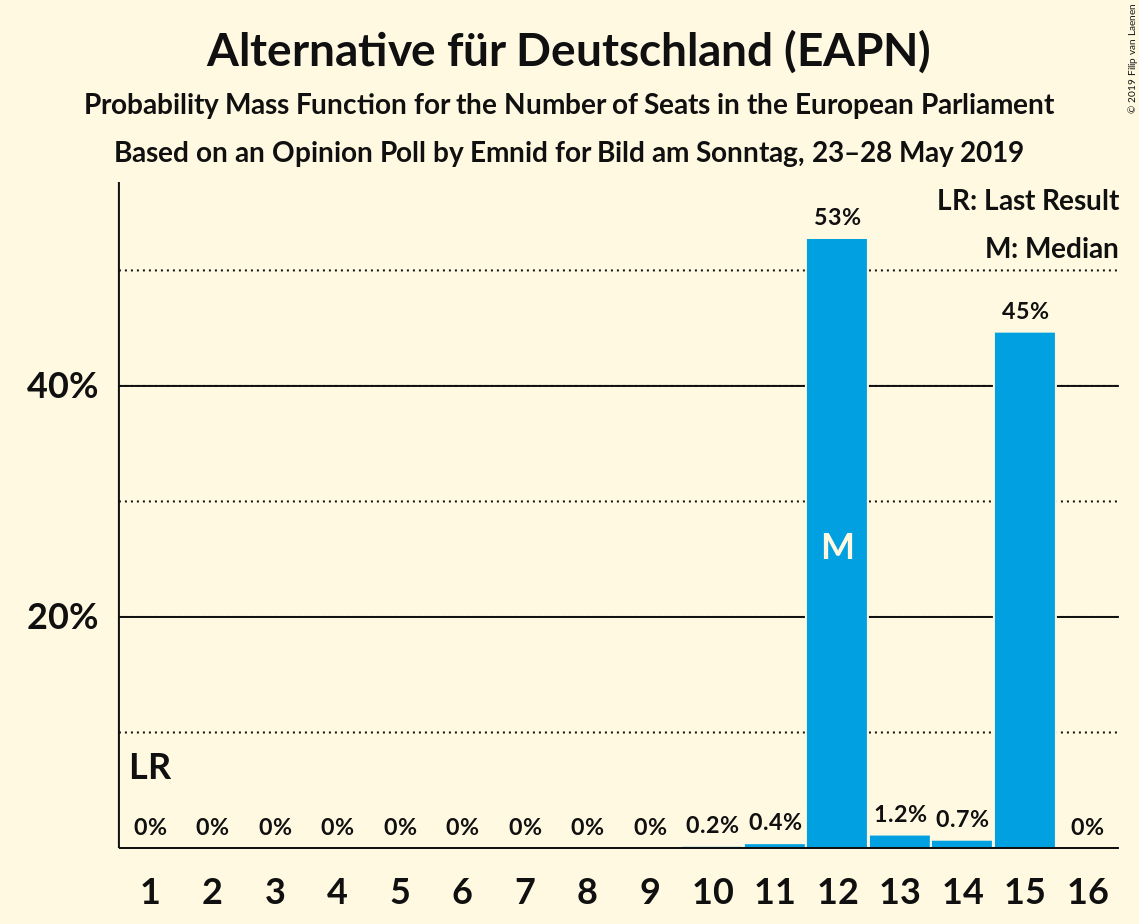 Alternative für Deutschland (EAPN)
Probability Mass Function for the Number of Seats in the European Parliament
Based on an Opinion Poll by Emnid for Bild am Sonntag, 23–28 May 2019
© 2019 Filip van Laenen
LR: Last Result
M: Median
53%
45%
40%
M
20%
LR
0% 0% 0% 0% 0% 0% 0% 0% 0% 0.2% 0.4% 1.2% 0.7% 0%
1 2 3 4 5 6 7 8 9 10 11 12 13 14 15 16